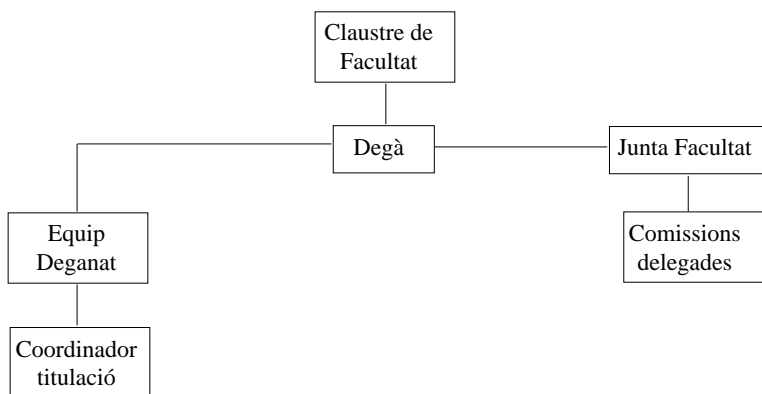 Claustre de
Facultat
Degà
Junta Facultat
Equip
Deganat
Comissions
delegades
Coordinador
titulació